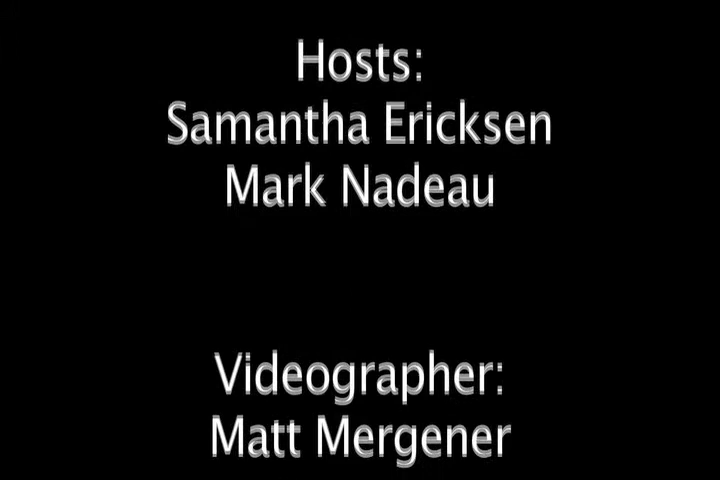 Hosts:
Samantha Ericksen
Mark Nadeau
Videographer:
Matt Mergener